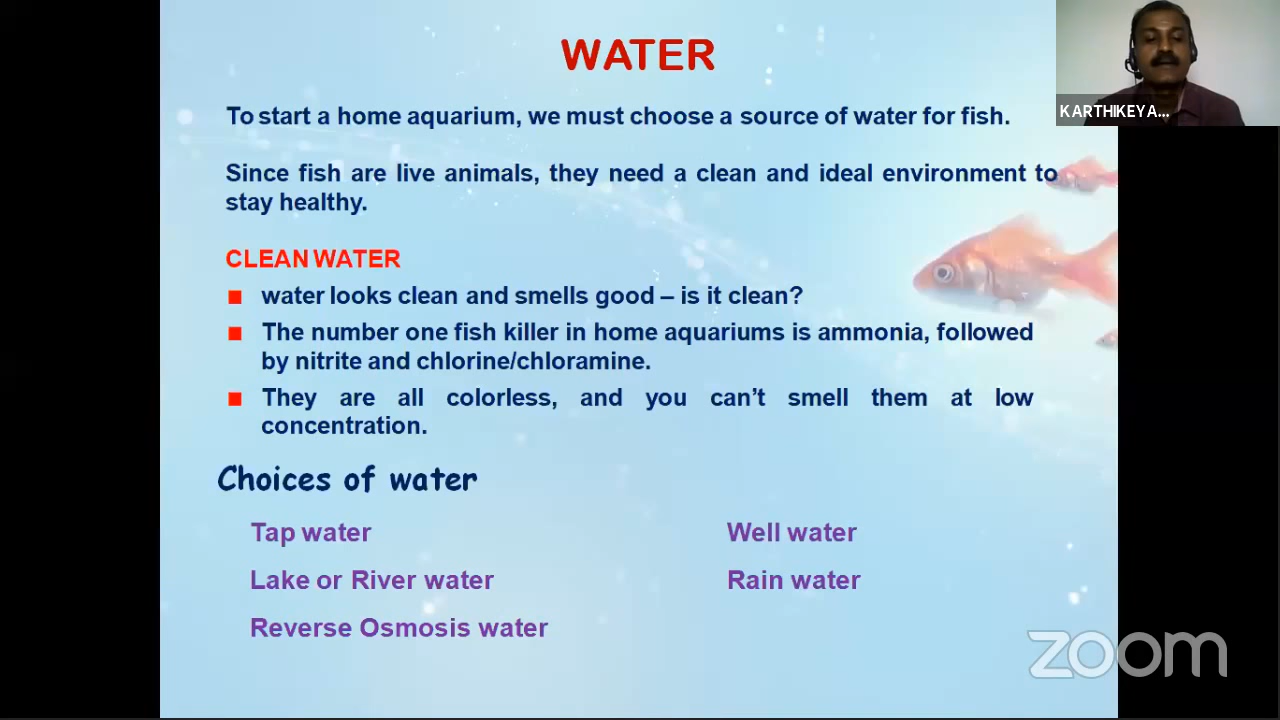 WATER
To start a home aquarium, we must choose a source of water for fish.
KARTHIKEYA...
Since fish are live animals, they need a clean and ideal environment to
stay healthy.
CLEAN WATER
water looks clean and smells good – is it clean?
The number one fish killer in home aquariums is ammonia, followed
by nitrite and chlorine/chloramine.
They are all colorless, and you can't smell them at low
concentration.
Choices of water
Tap water
Well water
Lake or River water
Rain water
Reverse Osmosis water
zoom